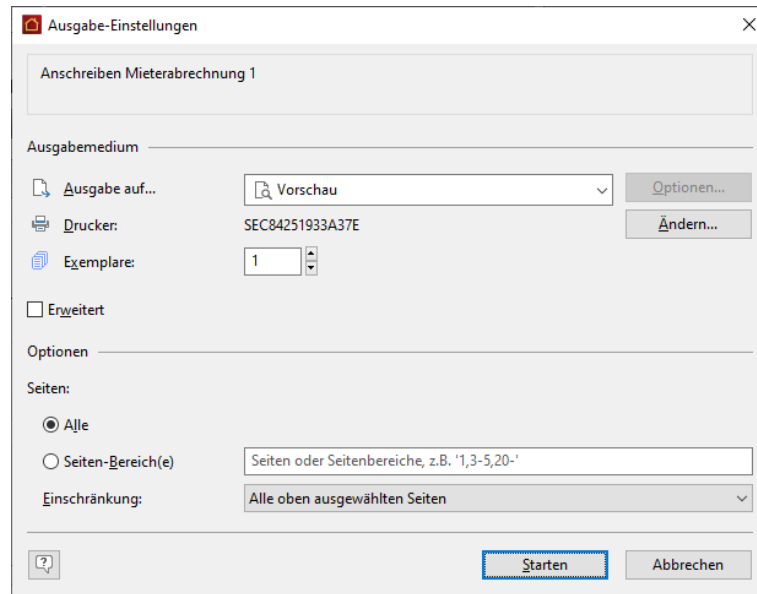 Ausgabe-Einstellungen
Anschreiben Mieterabrechnung 1
Ausgabemedium
Ausgabe auf... Vorschau Optionen...
Drucker: SEC84251933A37E Ändern...
Exemplare: 1
Erweitert
Optionen
Seiten:
Alle
Seiten-Bereich(e) Seiten oder Seitenbereiche, z.B. '1,3-5,20-'
Einschränkung: Alle oben ausgewählten Seiten
Starten Abbrechen